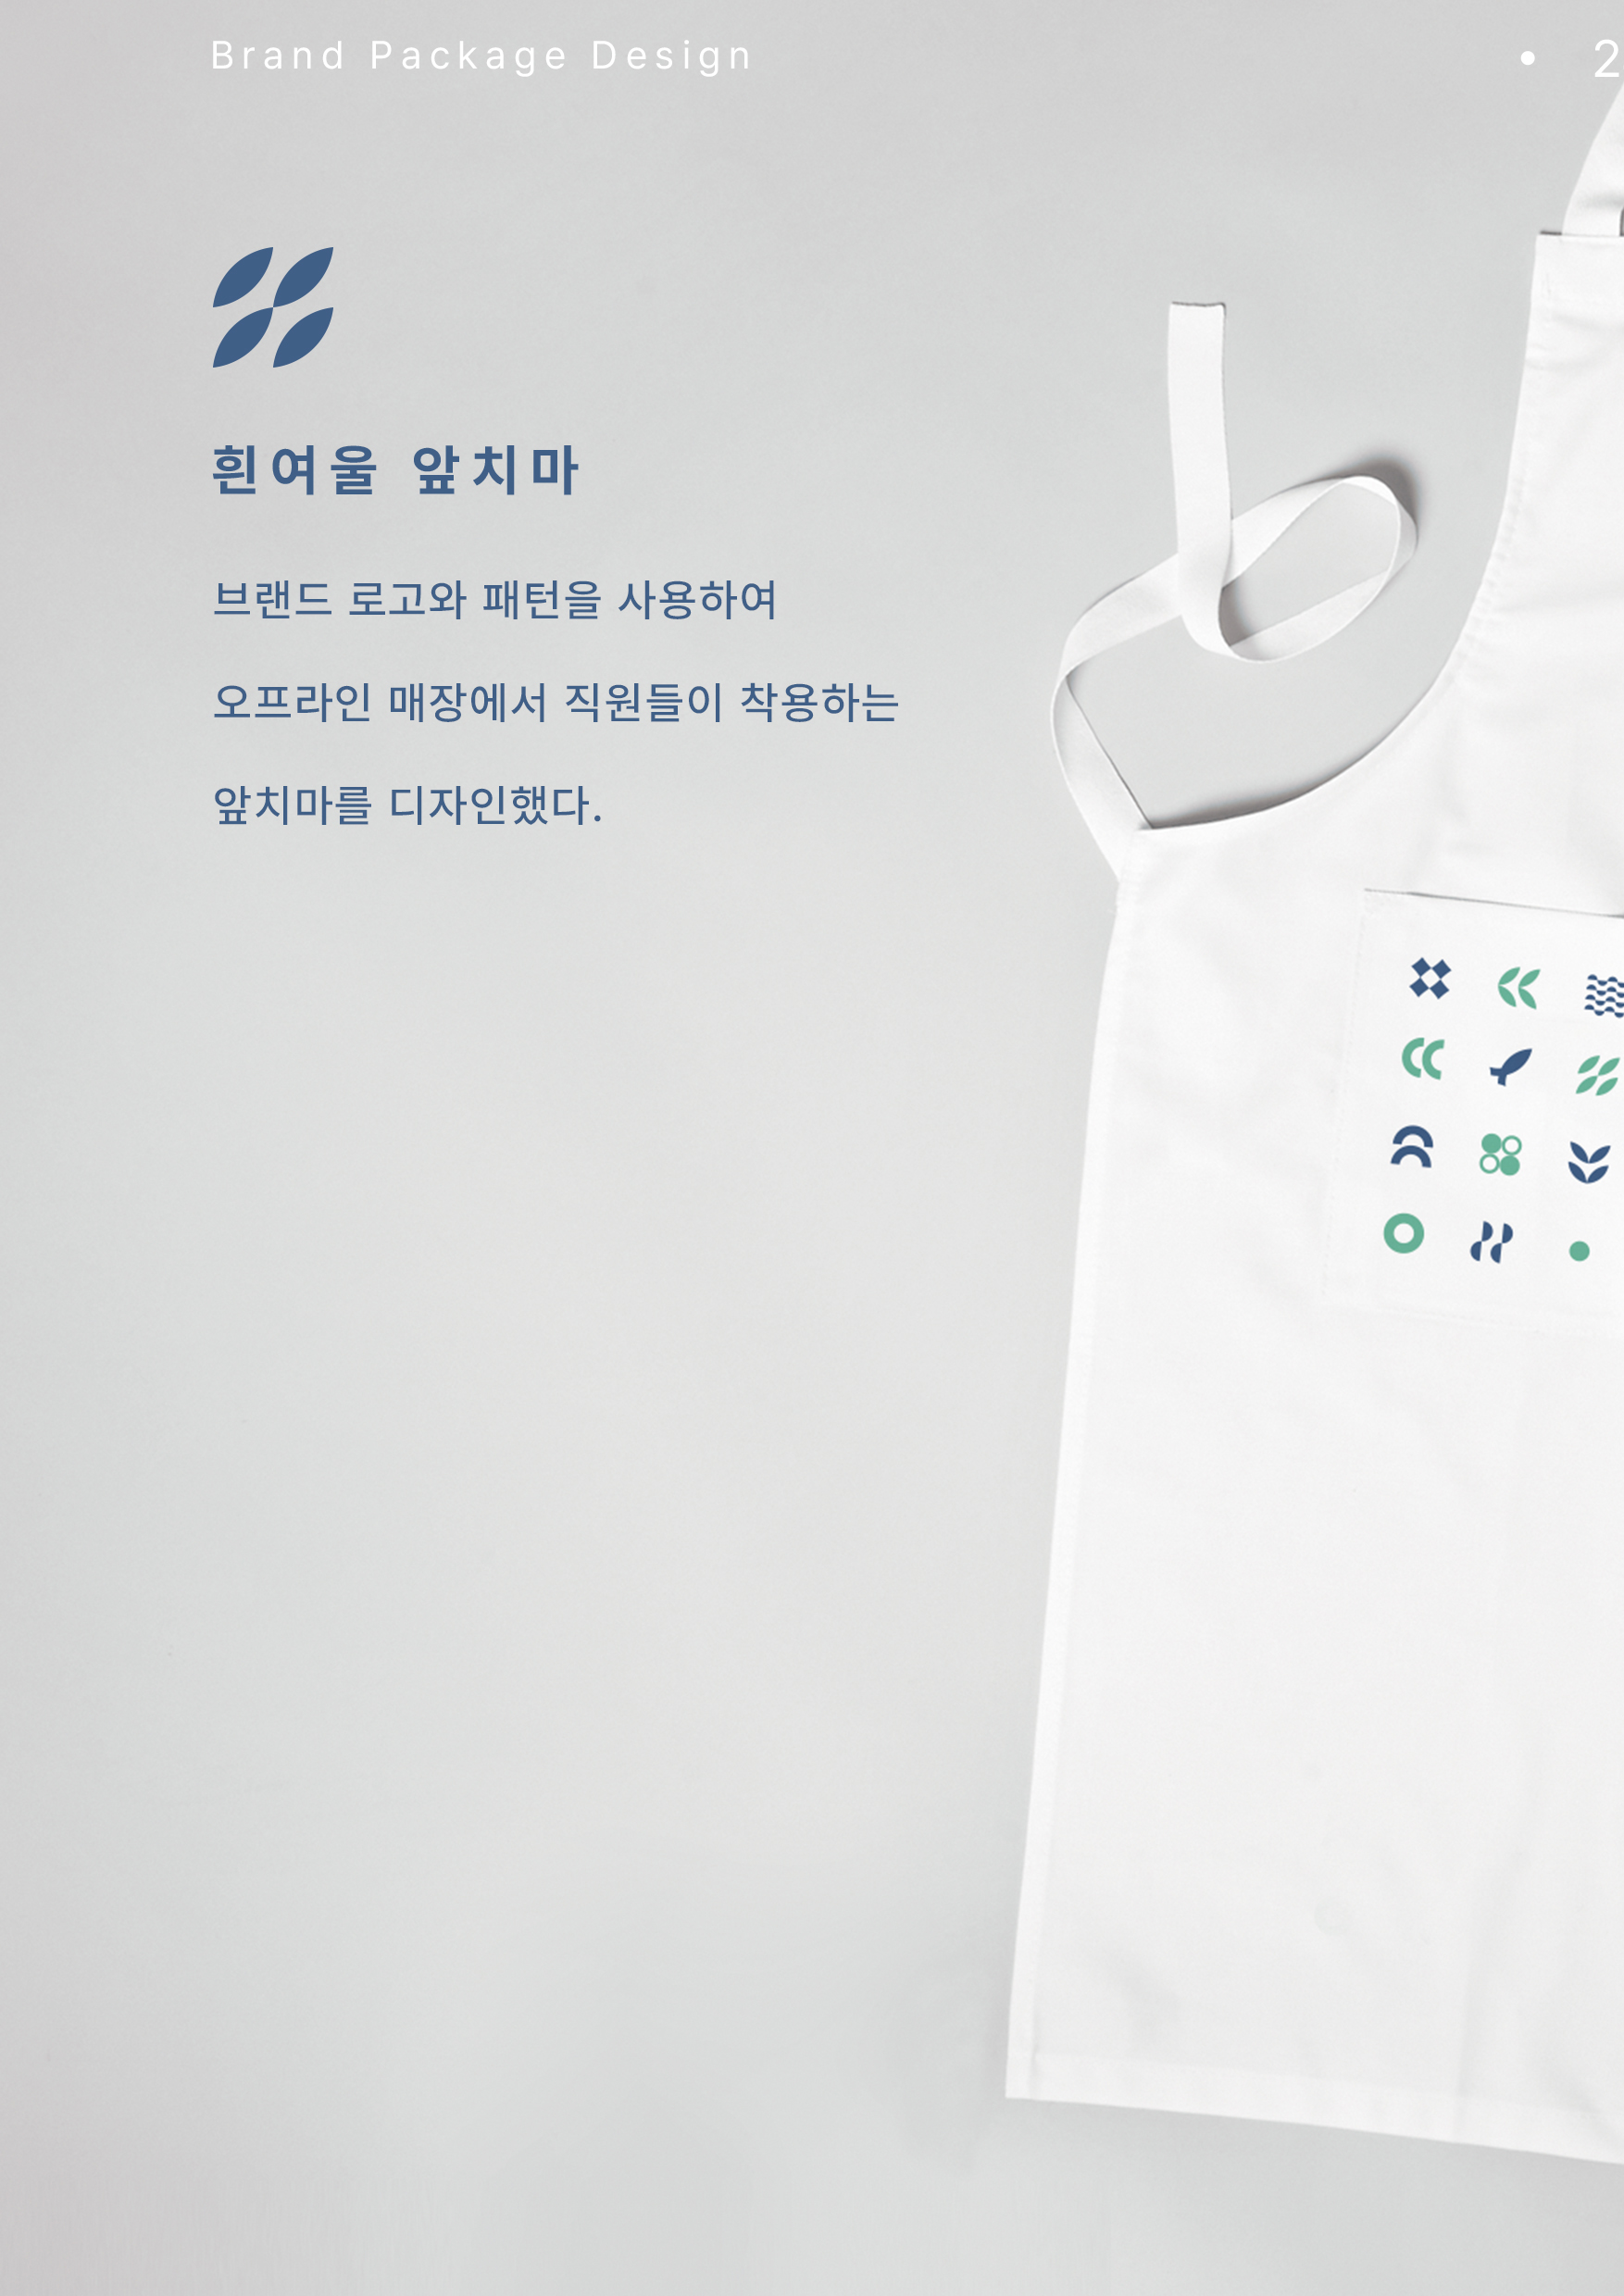 Brand Package Design
• 2
흰여울 앞치마
브랜드 로고와 패턴을 사용하여
오프라인 매장에서 직원들이 착용하는
앞치마를 디자인했다.